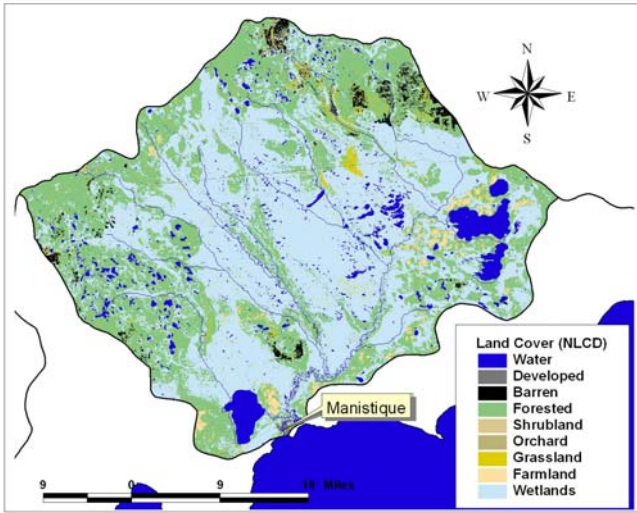 N
W E
S
Land Cover (NLCD)
Water
Developed
Barren
Forested
Shrubland
Orchard
Grassland
Farmland
Wetlands
Manistique
9 0 9 18 Miles